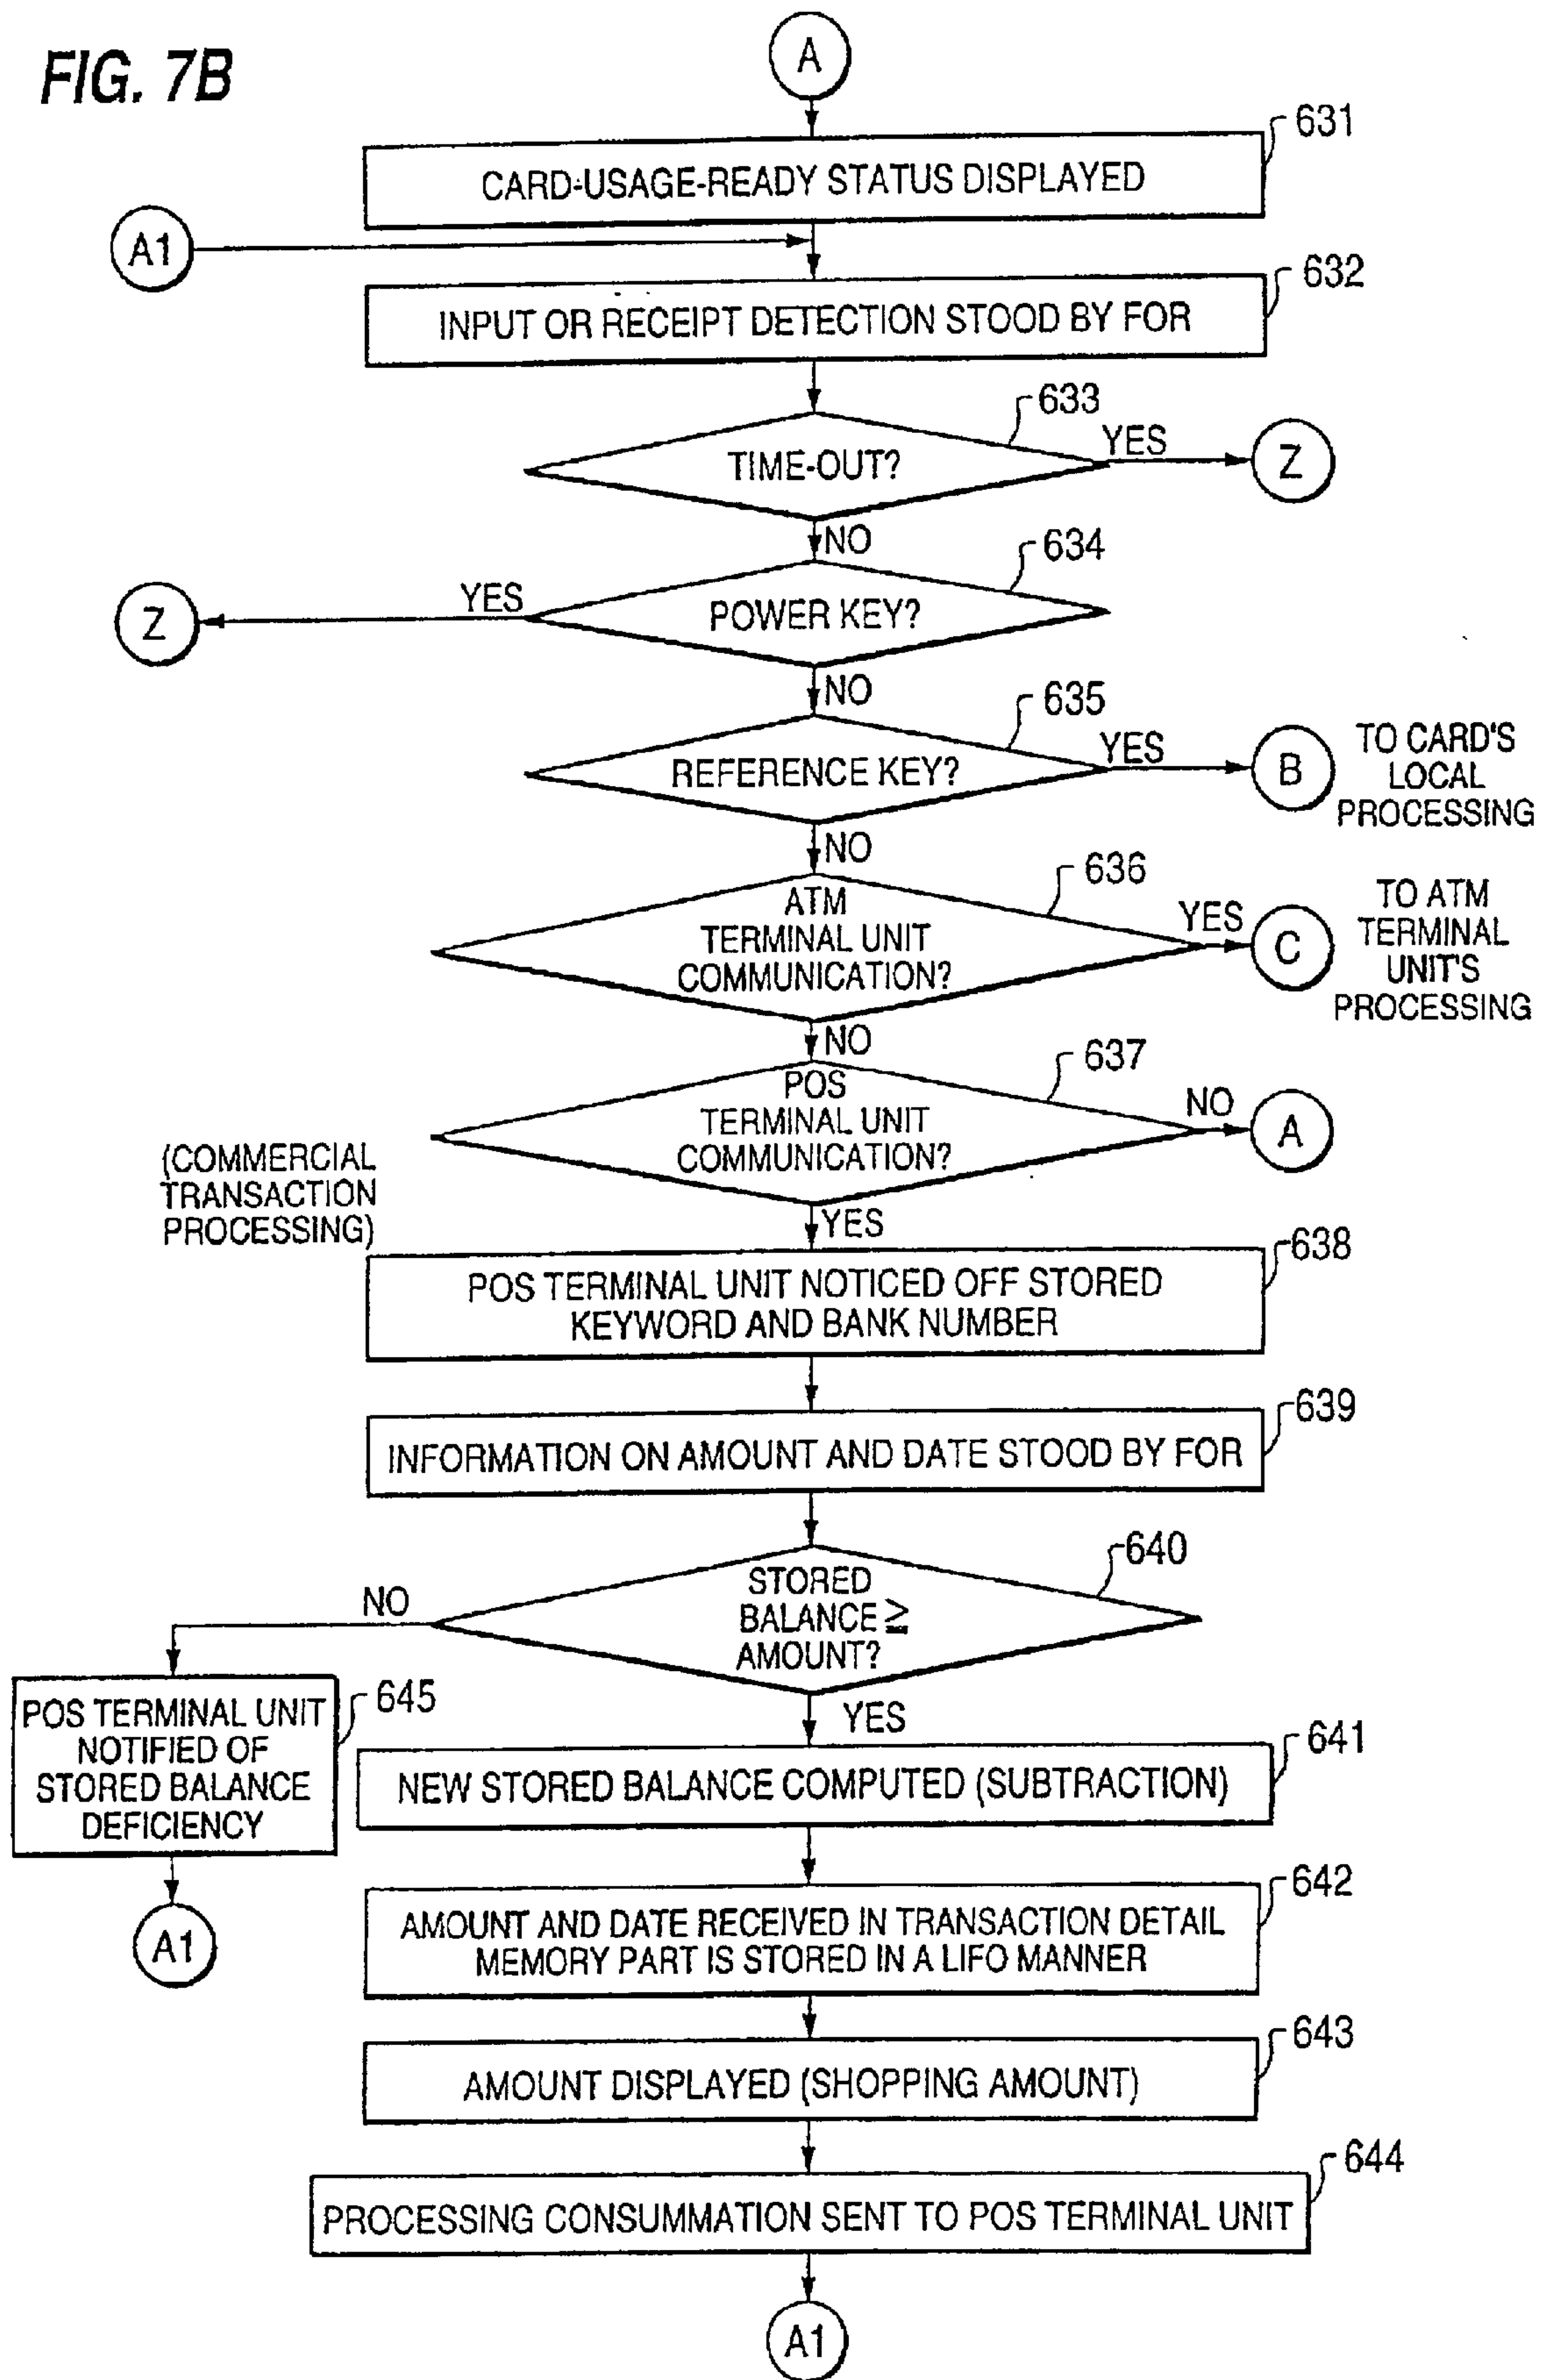 FIG. 7B
A
631
CARD-USAGE-READY STATUS DISPLAYED
A1
632
INPUT OR RECEIPT DETECTION STOOD BY FOR
633
TIME-OUT?
YES
Z
NO
634
POWER KEY?
YES
Z
NO
635
REFERENCE KEY?
YES
B
TO CARD'S
LOCAL
PROCESSING
NO
636
ATM
TERMINAL UNIT
COMMUNICATION?
YES
C
TO ATM
TERMINAL
UNIT'S
PROCESSING
NO
637
POS
TERMINAL UNIT
COMMUNICATION?
NO
A
(COMMERCIAL
TRANSACTION
PROCESSING)
YES
638
POS TERMINAL UNIT NOTICED OFF STORED
KEYWORD AND BANK NUMBER
639
INFORMATION ON AMOUNT AND DATE STOOD BY FOR
640
STORED
BALANCE ≧
AMOUNT?
NO
645
POS TERMINAL UNIT
NOTIFIED OF
STORED BALANCE
DEFICIENCY
A1
YES
641
NEW STORED BALANCE COMPUTED (SUBTRACTION)
642
AMOUNT AND DATE RECEIVED IN TRANSACTION DETAIL
MEMORY PART IS STORED IN A LIFO MANNER
643
AMOUNT DISPLAYED (SHOPPING AMOUNT)
644
PROCESSING CONSUMMATION SENT TO POS TERMINAL UNIT
A1